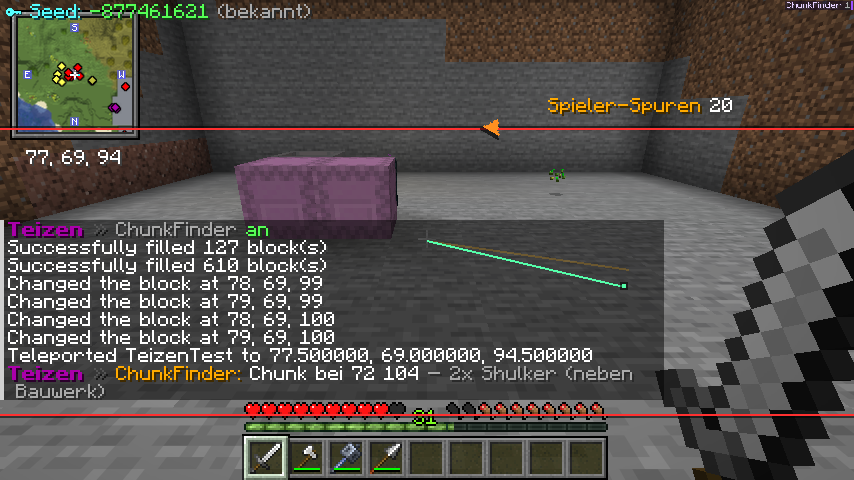 Seed: -877461621 (bekannt)
ChunkFinder 1
S
E
W
N
Spieler-Spuren 20
77, 69, 94
Teizen » ChunkFinder an
Successfully filled 127 block(s)
Successfully filled 610 block(s)
Changed the block at 78, 69, 99
Changed the block at 79, 69, 99
Changed the block at 78, 69, 100
Changed the block at 79, 69, 100
Teleported TeizenTest to 77.500000, 69.000000, 94.500000
Teizen » ChunkFinder: Chunk bei 72 104 — 2x Shulker (neben
Bauwerk)